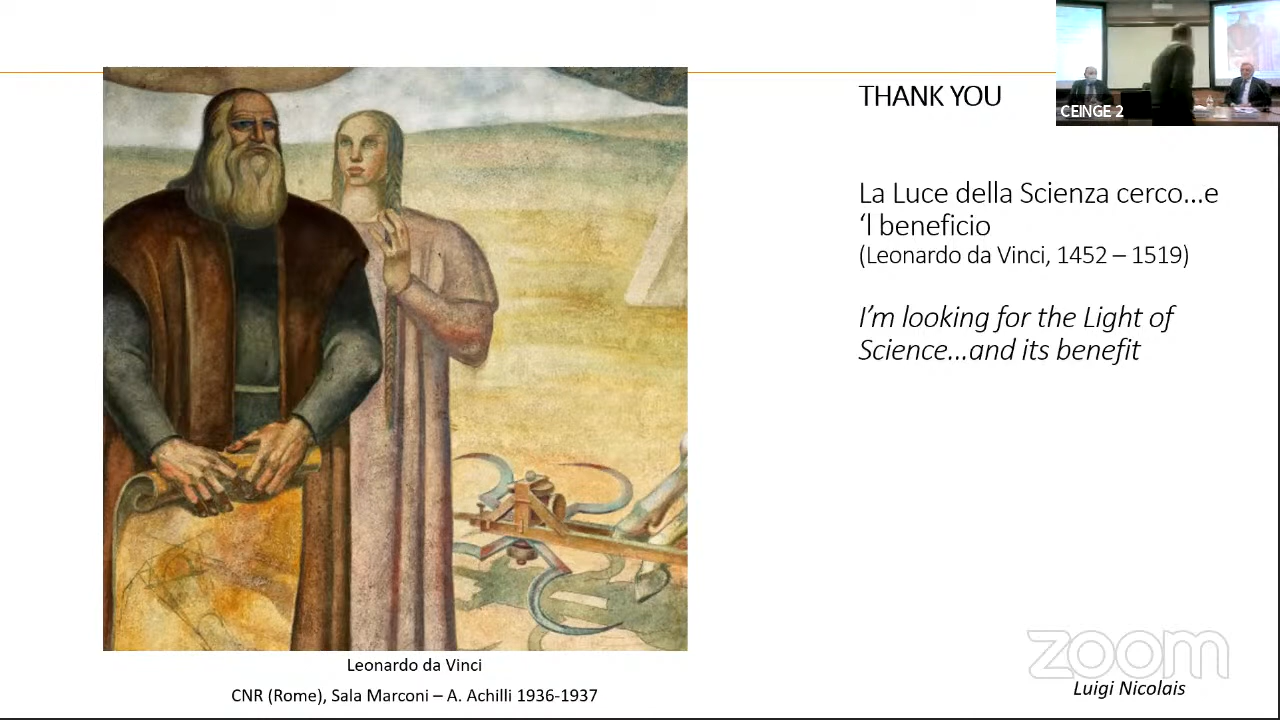 CEINGE 2
THANK YOU
La Luce della Scienza cerco...e
‘l beneficio
(Leonardo da Vinci, 1452 – 1519)
I’m looking for the Light of
Science...and its benefit
Leonardo da Vinci
CNR (Rome), Sala Marconi – A. Achilli 1936-1937
zoom
Luigi Nicolais